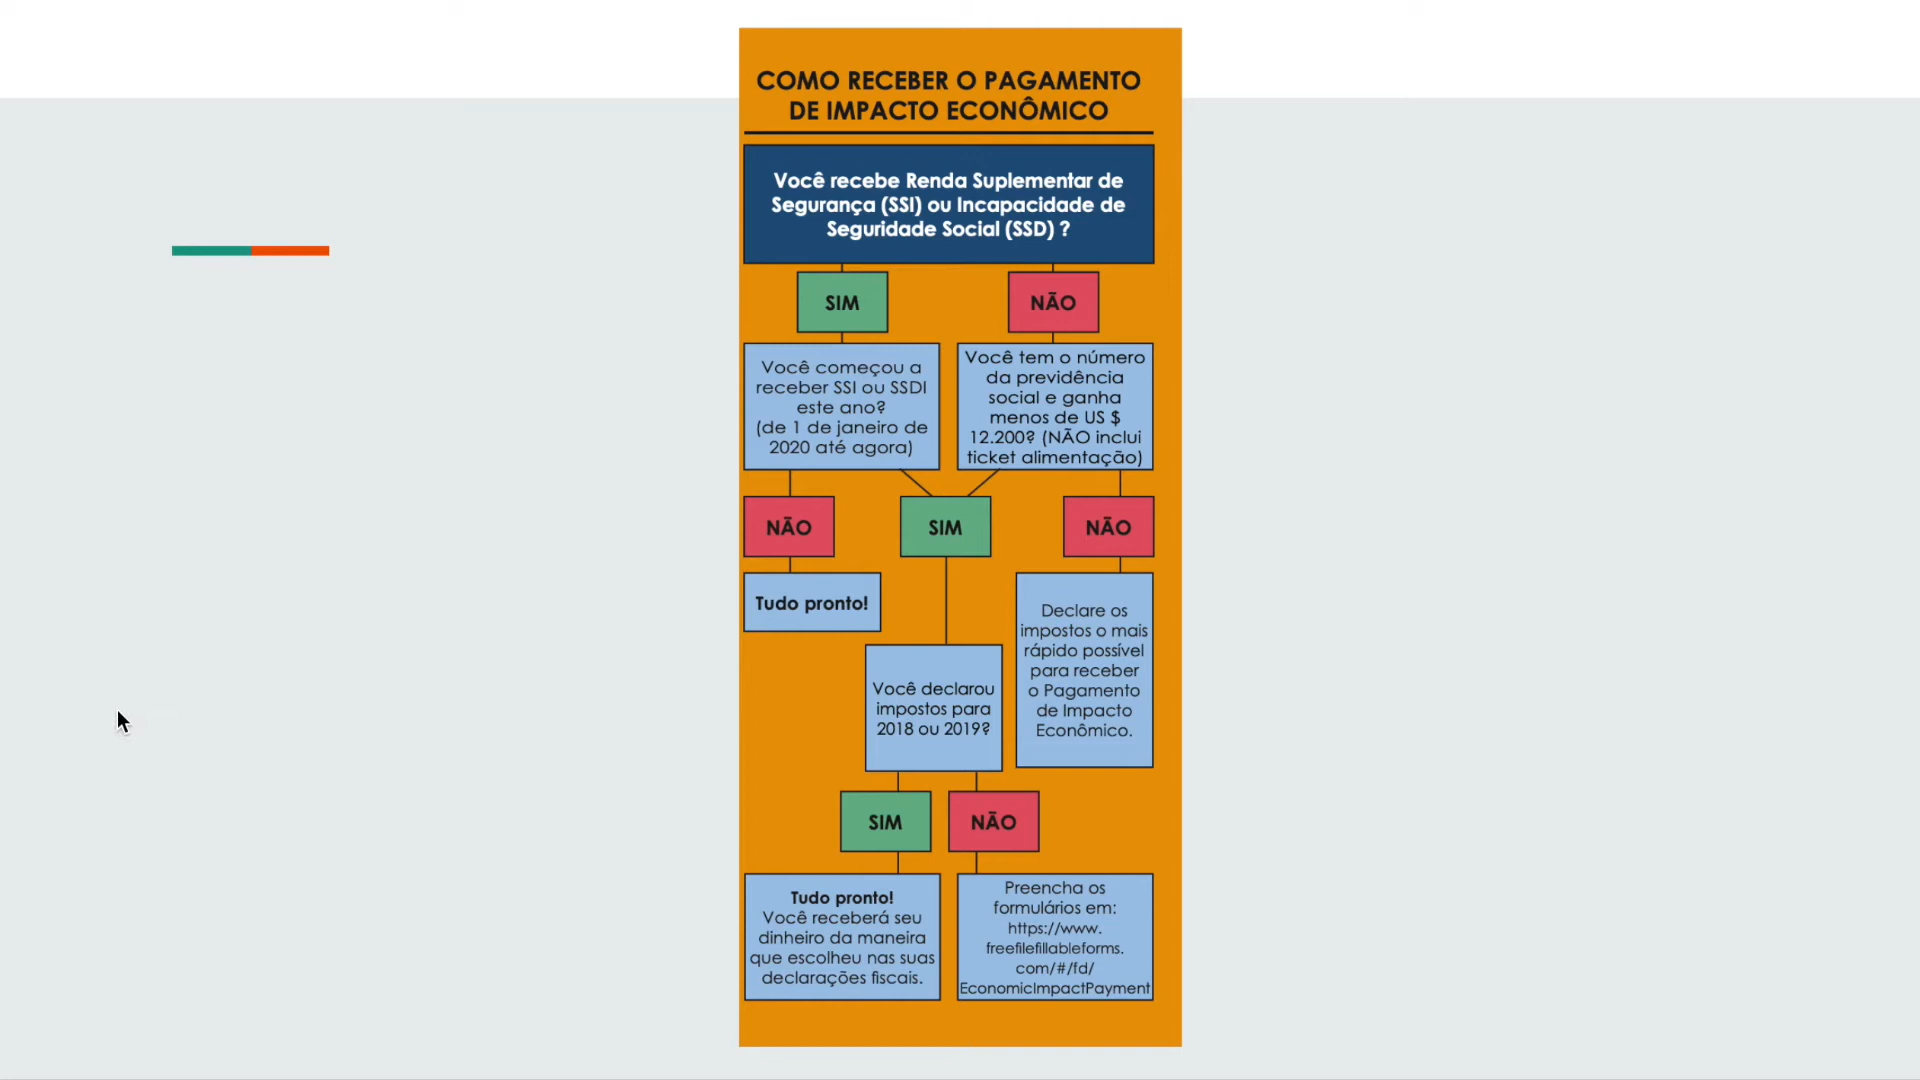 COMO RECEBER O PAGAMENTO
DE IMPACTO ECONÔMICO
Você recebe Renda Suplementar de
Segurança (SSI) ou Incapacidade de
Seguridade Social (SSD) ?
SIM
NÃO
Você começou a
receber SSI ou SSDI
este ano?
(de 1 de janeiro de
2020 até agora)
Você tem o número
da previdência
social e ganha
menos de US $
12.200? (NÃO inclui
ticket alimentação)
NÃO
SIM
NÃO
Tudo pronto!
Declare os
impostos o mais
rápido possível
para receber
o Pagamento
de Impacto
Econômico.
Você declarou
impostos para
2018 ou 2019?
SIM
NÃO
Tudo pronto!
Você receberá seu
dinheiro da maneira
que escolheu nas suas
declarações fiscais.
Preencha os
formulários em:
https://www.
freefilefillableforms.
com/#/fd/
EconomicImpactPayment